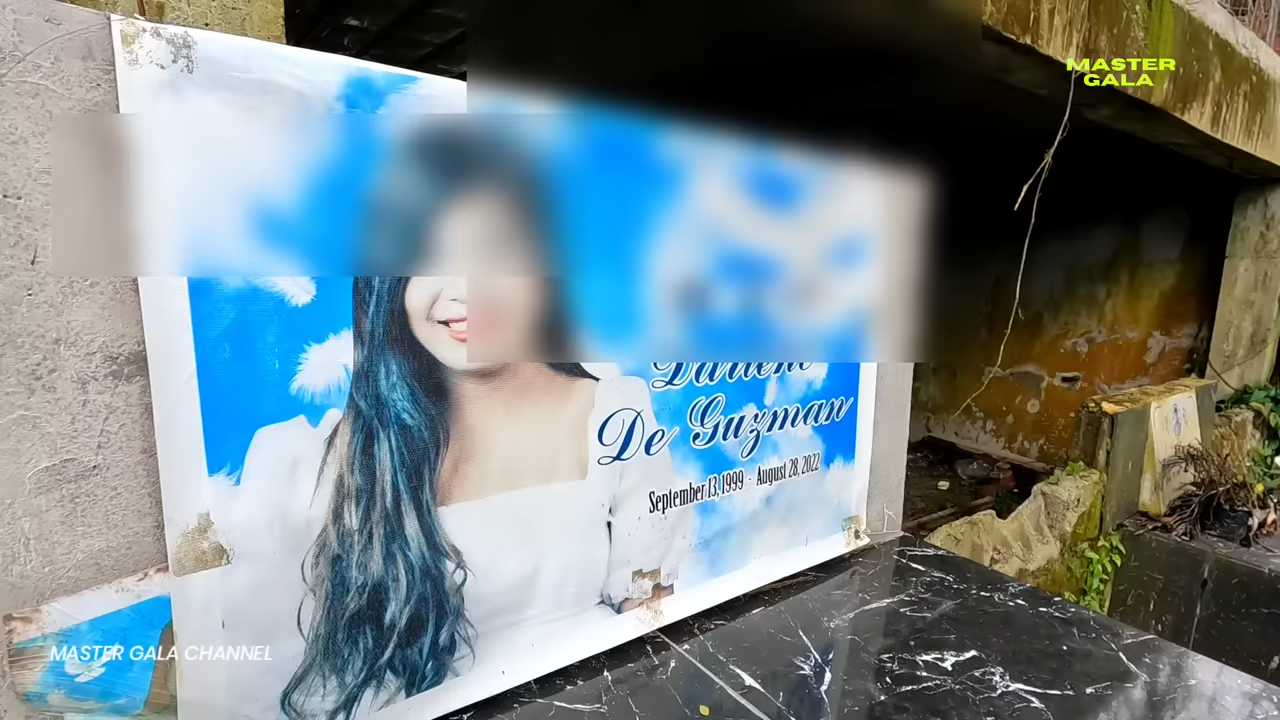 MASTER
GALA
De Guzman
September 13, 1999 - August 28, 2022
MASTER GALA CHANNEL